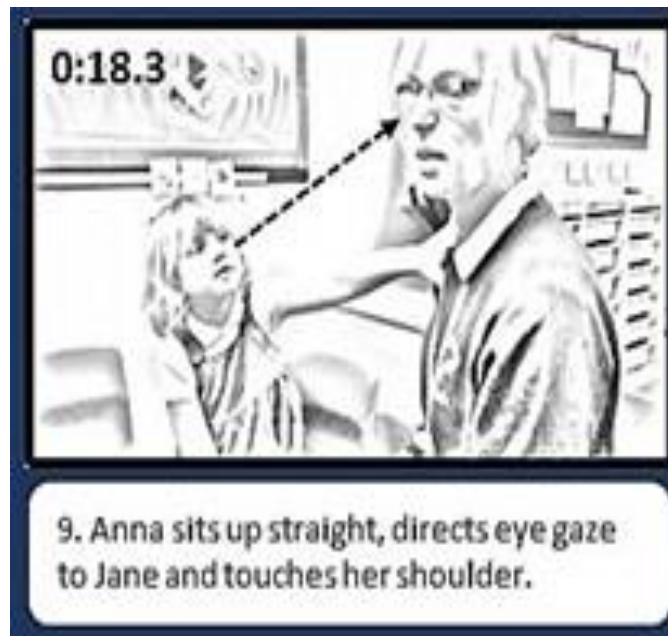 0:18.3
9. Anna sits up straight, directs eye gaze
to Jane and touches her shoulder.